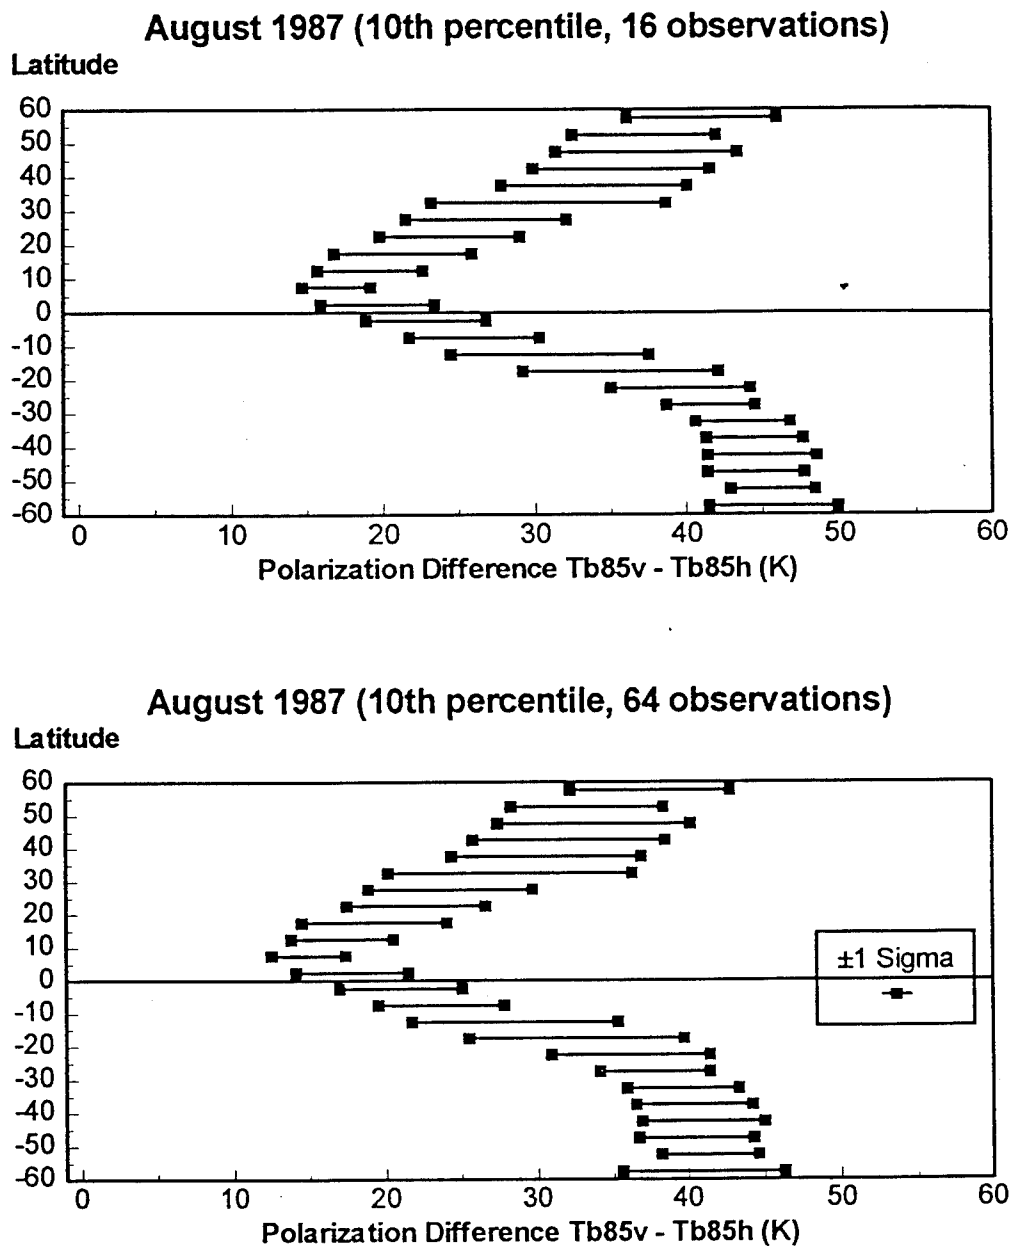 August 1987 (10th percentile, 16 observations)
Latitude
60
50
40
30
20
10
0
-10
-20
-30
-40
-50
-60
0 10 20 30 40 50 60
Polarization Difference Tb85v - Tb85h (K)
August 1987 (10th percentile, 64 observations)
Latitude
60
50
40
30
20
10
0
-10
-20
-30
-40
-50
-60
±1 Sigma
0 10 20 30 40 50 60
Polarization Difference Tb85v - Tb85h (K)